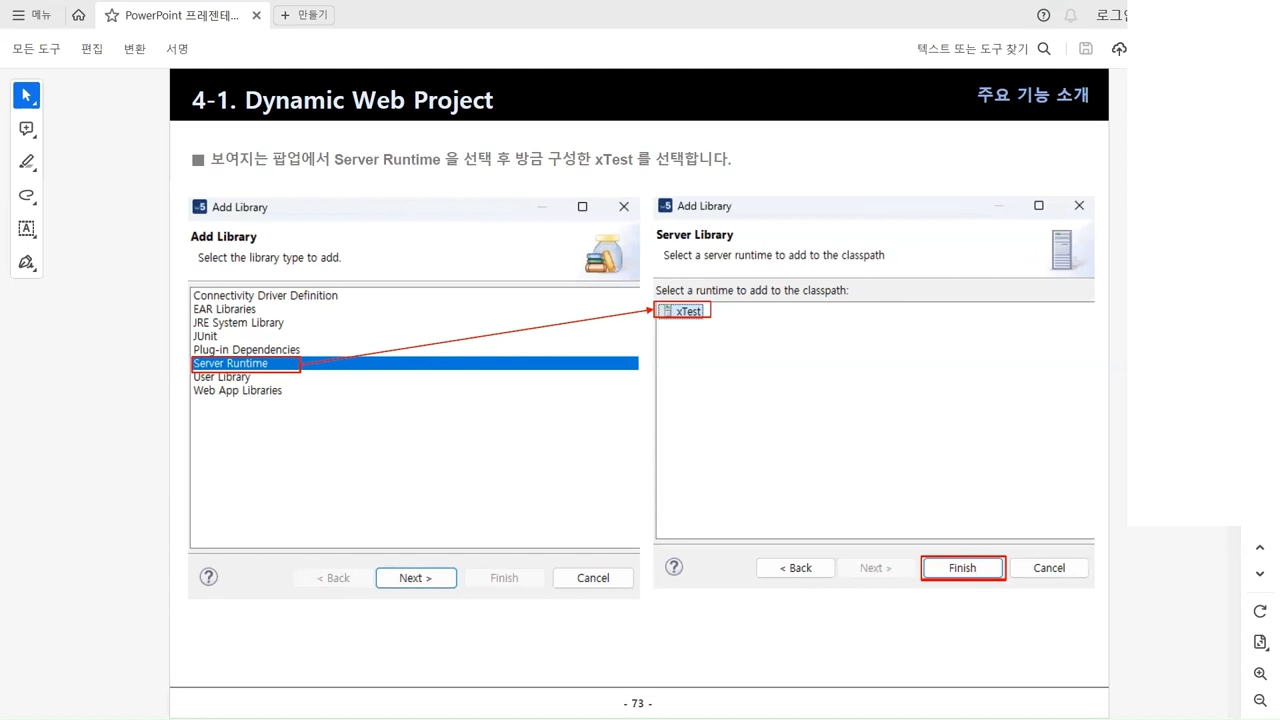 메뉴
PowerPoint 프레젠테...
만들기
모든 도구
편집
변환
서명
텍스트 또는 도구 찾기
4-1. Dynamic Web Project
주요 기능 소개
■ 보여지는 팝업에서 Server Runtime 을 선택 후 방금 구성한 xTest 를 선택합니다.
Add Library
Add Library
Select the library type to add.
Connectivity Driver Definition
EAR Libraries
JRE System Library
JUnit
Plug-in Dependencies
Server Runtime
User Library
Web App Libraries
< Back
Next >
Finish
Cancel
Add Library
Server Library
Select a server runtime to add to the classpath
Select a runtime to add to the classpath:
xTest
< Back
Next >
Finish
Cancel
- 73 -